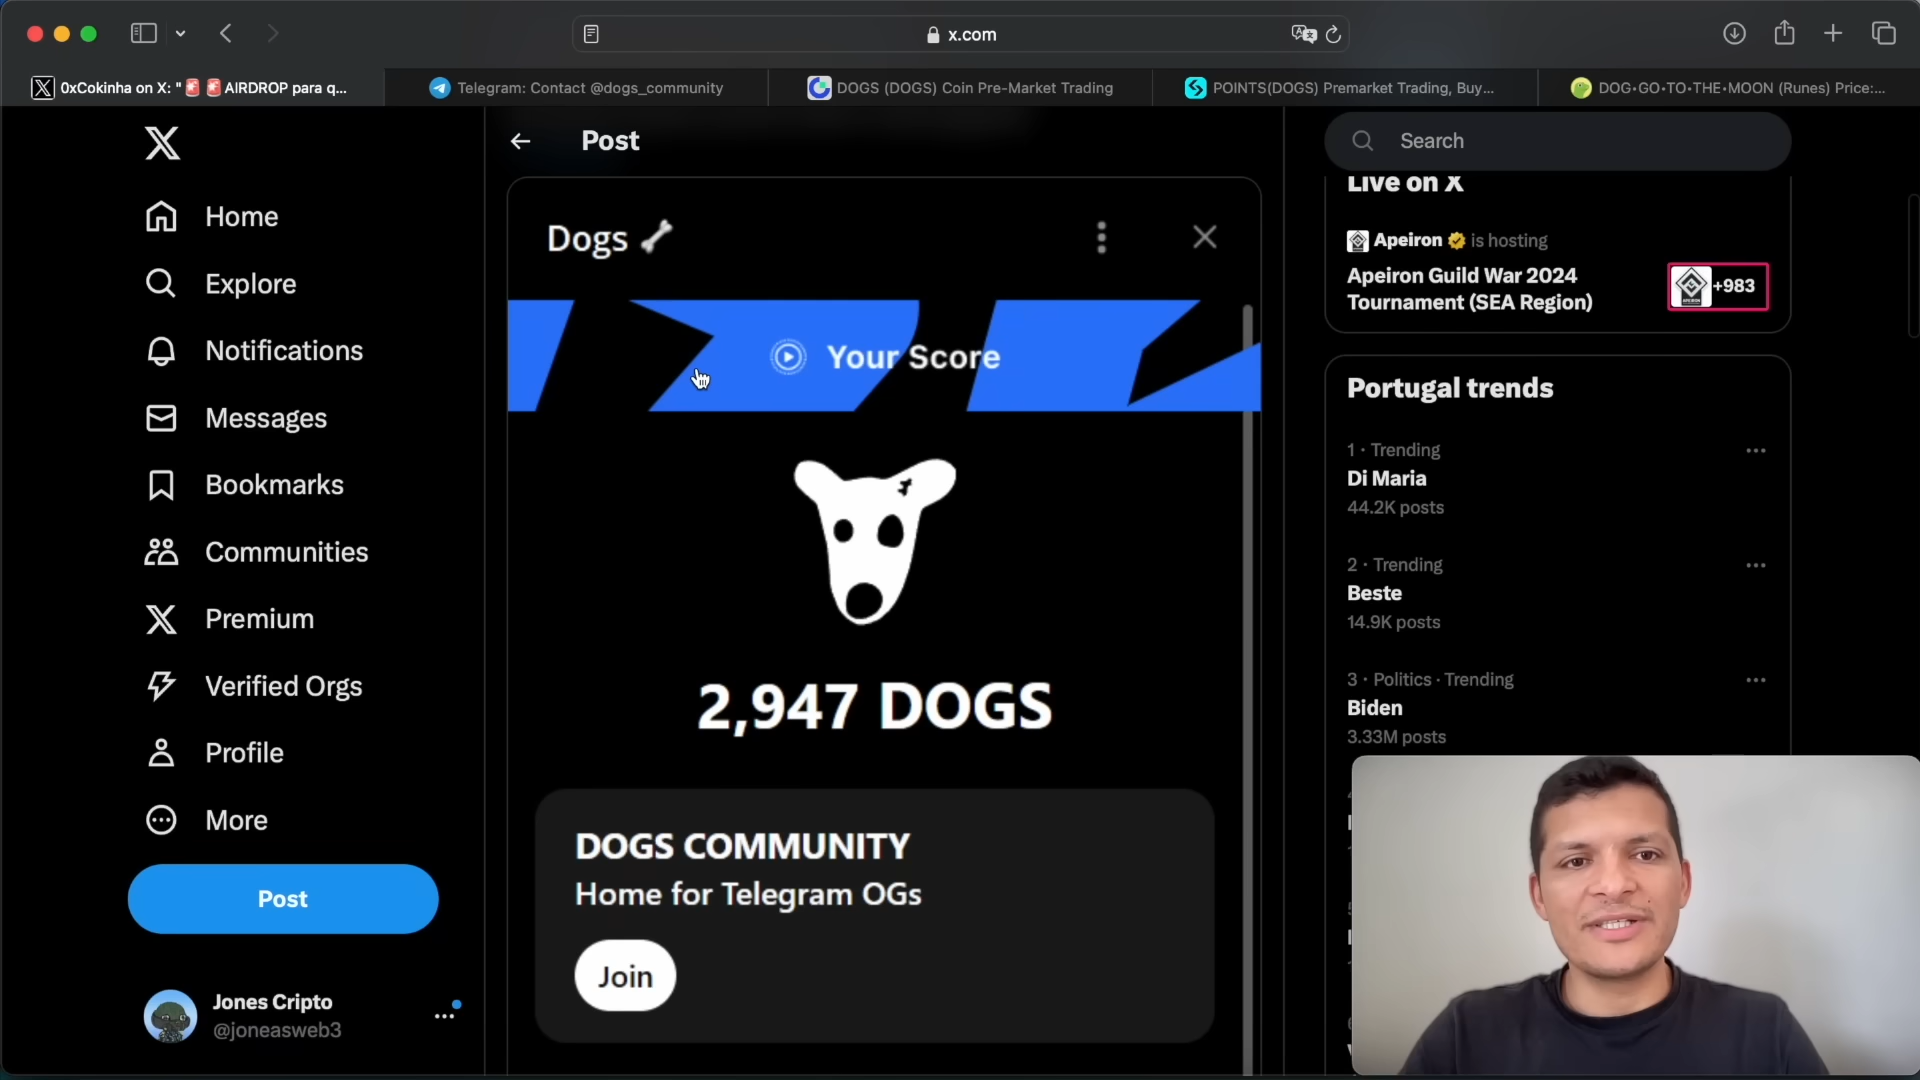 x.com
0xCokinha on X: "🚨 🚨 AIRDROP para q...
Telegram: Contact @dogs_community
DOGS (DOGS) Coin Pre-Market Trading
POINTS(DOGS) Premarket Trading, Buy...
DOG•GO•TO•THE•MOON (Runes) Price:...
Home
Explore
Notifications
Messages
Bookmarks
Communities
Premium
Verified Orgs
Profile
More
Post
Jones Cripto
@joneasweb3
Post
Dogs 🦴
Your Score
2,947 DOGS
DOGS COMMUNITY
Home for Telegram OGs
Join
Search
Live on X
Apeiron is hosting
Apeiron Guild War 2024
Tournament (SEA Region)
+983
Portugal trends
1 · Trending
Di Maria
44.2K posts
2 · Trending
Beste
14.9K posts
3 · Politics · Trending
Biden
3.33M posts